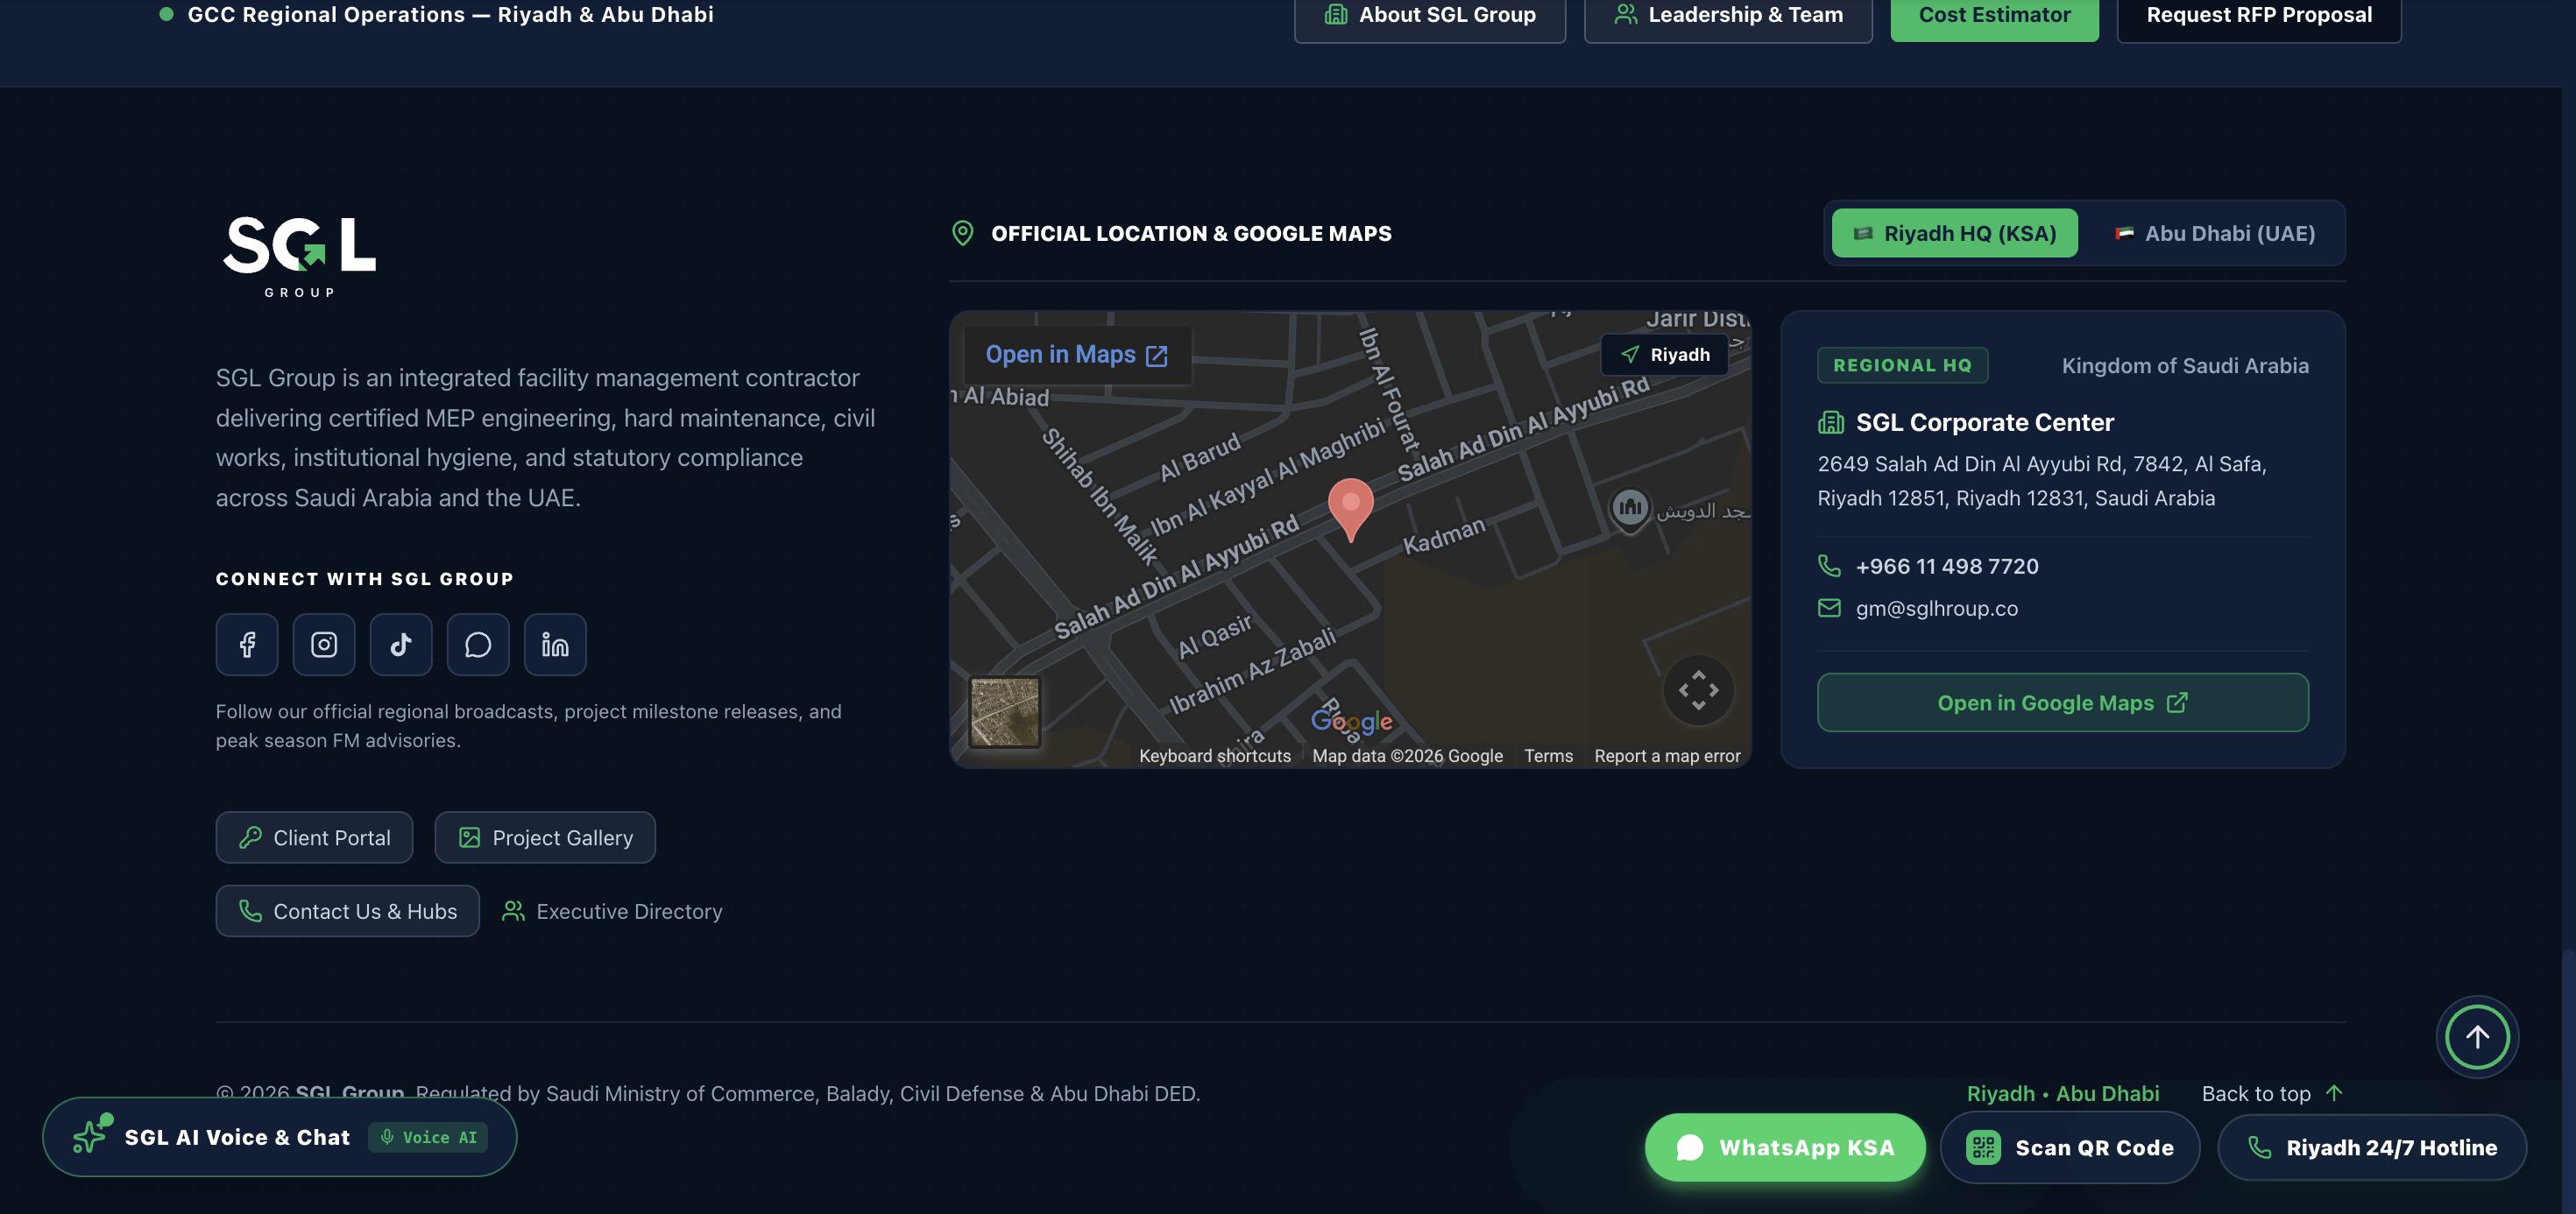 GCC Regional Operations — Riyadh & Abu Dhabi
About SGL Group
Leadership & Team
Cost Estimator
Request RFP Proposal
SGL
GROUP
SGL Group is an integrated facility management contractor
delivering certified MEP engineering, hard maintenance, civil
works, institutional hygiene, and statutory compliance
across Saudi Arabia and the UAE.
CONNECT WITH SGL GROUP
Follow our official regional broadcasts, project milestone releases, and
peak season FM advisories.
Client Portal
Project Gallery
Contact Us & Hubs
Executive Directory
OFFICIAL LOCATION & GOOGLE MAPS
Riyadh HQ (KSA)
Abu Dhabi (UAE)
Open in Maps
Riyadh
Al Abiad
Ibn Al Fourat
Shihab Ibn Malik
Al Barud
Ibn Al Kayyal Al Maghribi
Salah Ad Din Al Ayyubi Rd
Salah Ad Din Al Ayyubi Rd
Kadman
الدويش
Al Qasir
Ibrahim Az Zabali
Google
Keyboard shortcuts
Map data ©2026 Google
Terms
Report a map error
REGIONAL HQ
Kingdom of Saudi Arabia
SGL Corporate Center
2649 Salah Ad Din Al Ayyubi Rd, 7842, Al Safa,
Riyadh 12851, Riyadh 12831, Saudi Arabia
+966 11 498 7720
gm@sglhroup.co
Open in Google Maps
© 2026 SGL Group. Regulated by Saudi Ministry of Commerce, Balady, Civil Defense & Abu Dhabi DED.
Riyadh • Abu Dhabi
Back to top
SGL AI Voice & Chat
Voice AI
WhatsApp KSA
Scan QR Code
Riyadh 24/7 Hotline